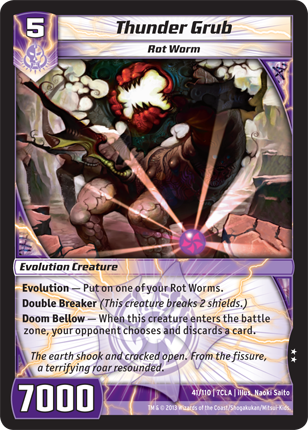 5
Thunder Grub
Rot Worm
Evolution Creature
Evolution — Put on one of your Rot Worms.
Double Breaker (This creature breaks 2 shields.)
Doom Bellow — When this creature enters the battle
zone, your opponent chooses and discards a card.
The earth shook and cracked open. From the fissure,
a terrifying roar resounded.
7000
41/110 | 7CLA | illus. Naoki Saito
TM & © 2013 Wizards of the Coast/Shogakukan/Mitsui-Kids.